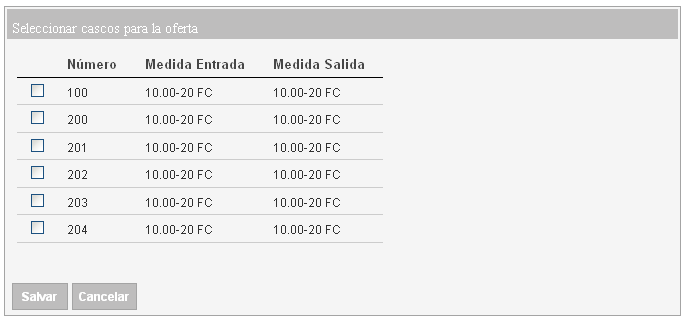 Seleccionar cascos para la oferta
Número Medida Entrada Medida Salida
100 10.00-20 FC 10.00-20 FC
200 10.00-20 FC 10.00-20 FC
201 10.00-20 FC 10.00-20 FC
202 10.00-20 FC 10.00-20 FC
203 10.00-20 FC 10.00-20 FC
204 10.00-20 FC 10.00-20 FC
Salvar Cancelar